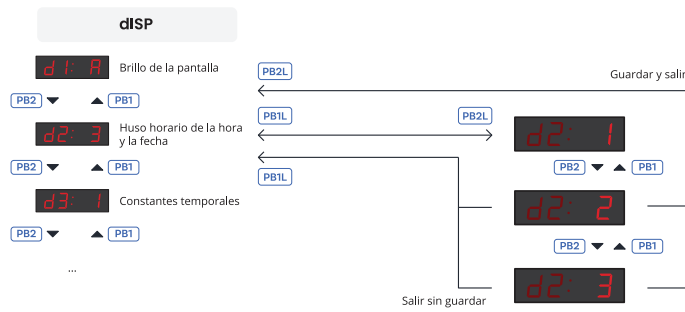 dISP
d1: A
Brillo de la pantalla
PB2L
Guardar y salir
PB2
PB1
PB1L
PB2L
d2: 3
Huso horario de la hora
y la fecha
d2: 1
PB2
PB1
PB1L
PB2
PB1
d3: 1
Constantes temporales
d2: 2
PB2
PB1
PB2
PB1
...
d2: 3
Salir sin guardar